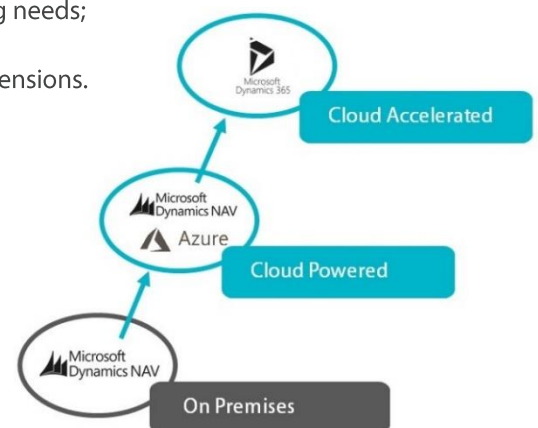 g needs;
ensions.
Microsoft
Dynamics 365
Cloud Accelerated
Microsoft
Dynamics NAV
Azure
Cloud Powered
Microsoft
Dynamics NAV
On Premises